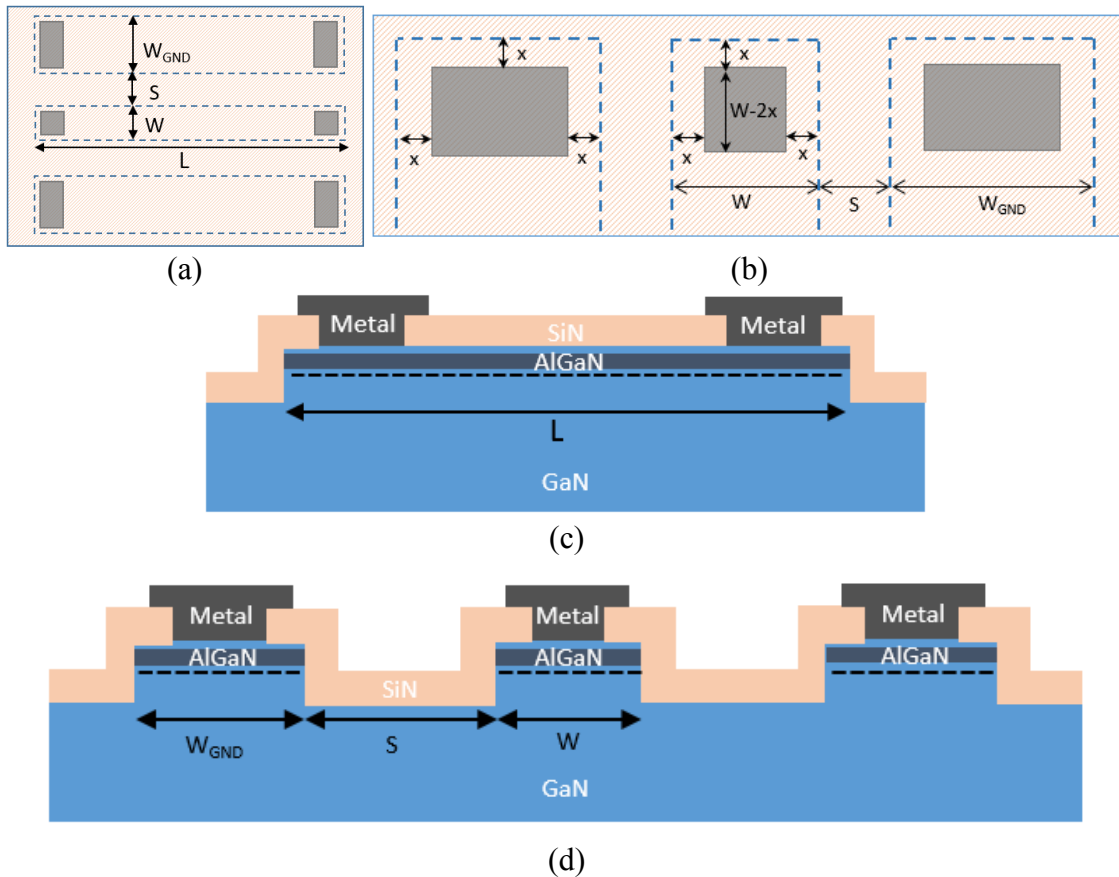 W_GND
S
W
L
(a)
x x
x x x x
W-2x
W S W_GND
(b)
Metal SiN Metal
AlGaN
L
GaN
(c)
Metal Metal Metal
AlGaN AlGaN AlGaN
SiN
W_GND S W
GaN
(d)